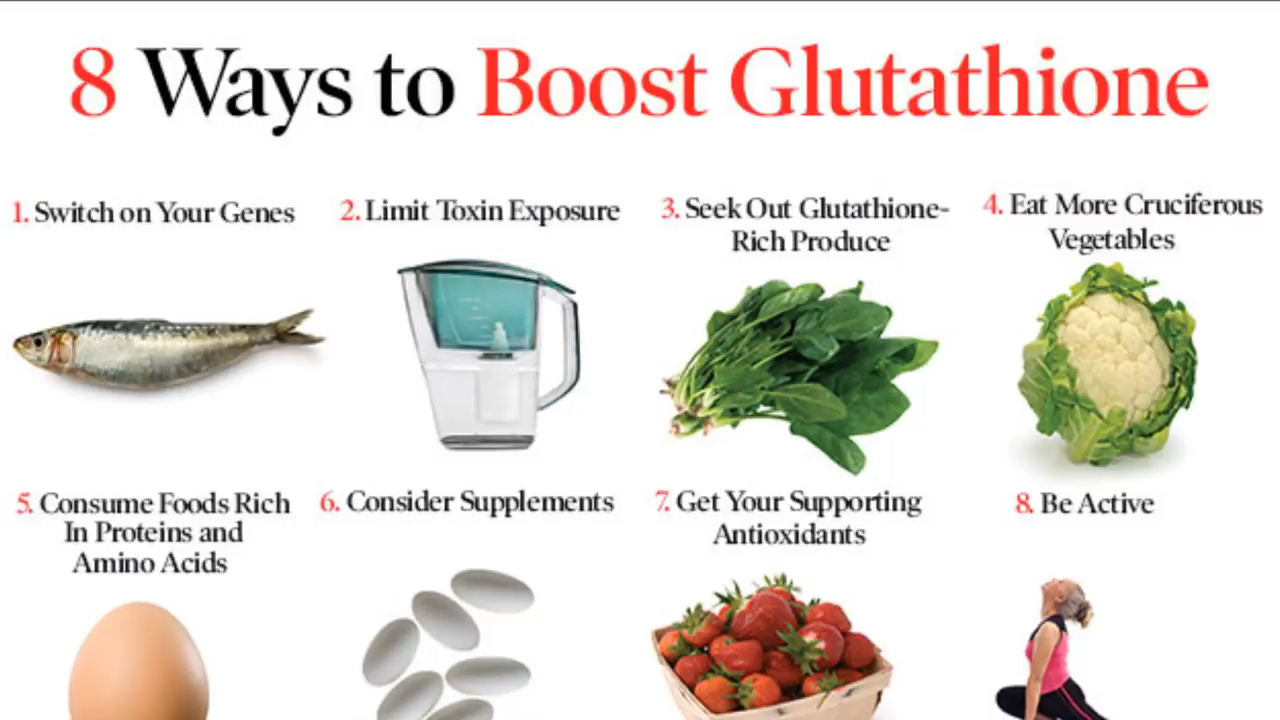 8 Ways to Boost Glutathione
1. Switch on Your Genes
2. Limit Toxin Exposure
3. Seek Out Glutathione-
Rich Produce
4. Eat More Cruciferous
Vegetables
5. Consume Foods Rich
In Proteins and
Amino Acids
6. Consider Supplements
7. Get Your Supporting
Antioxidants
8. Be Active